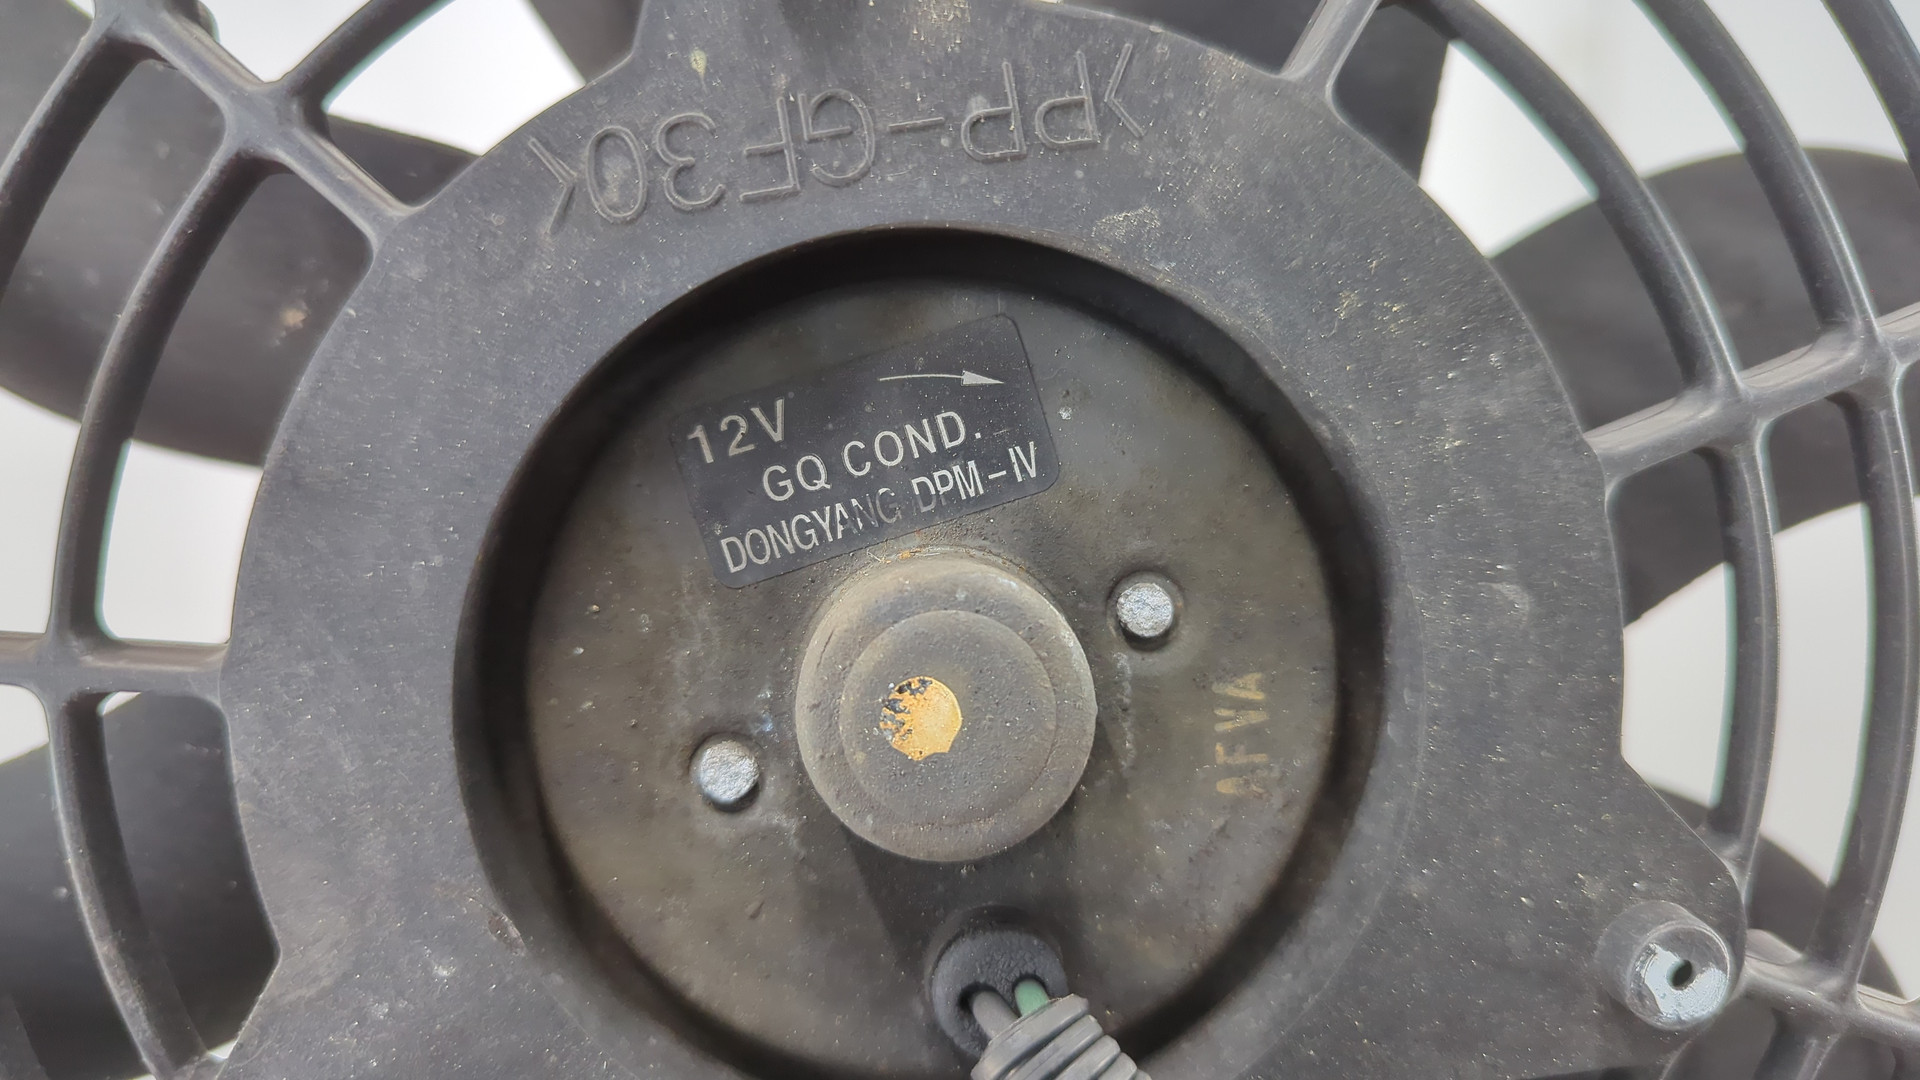 >PP-GF30<
12V
GQ COND.
DONGYANG DPM-IV
AFVA